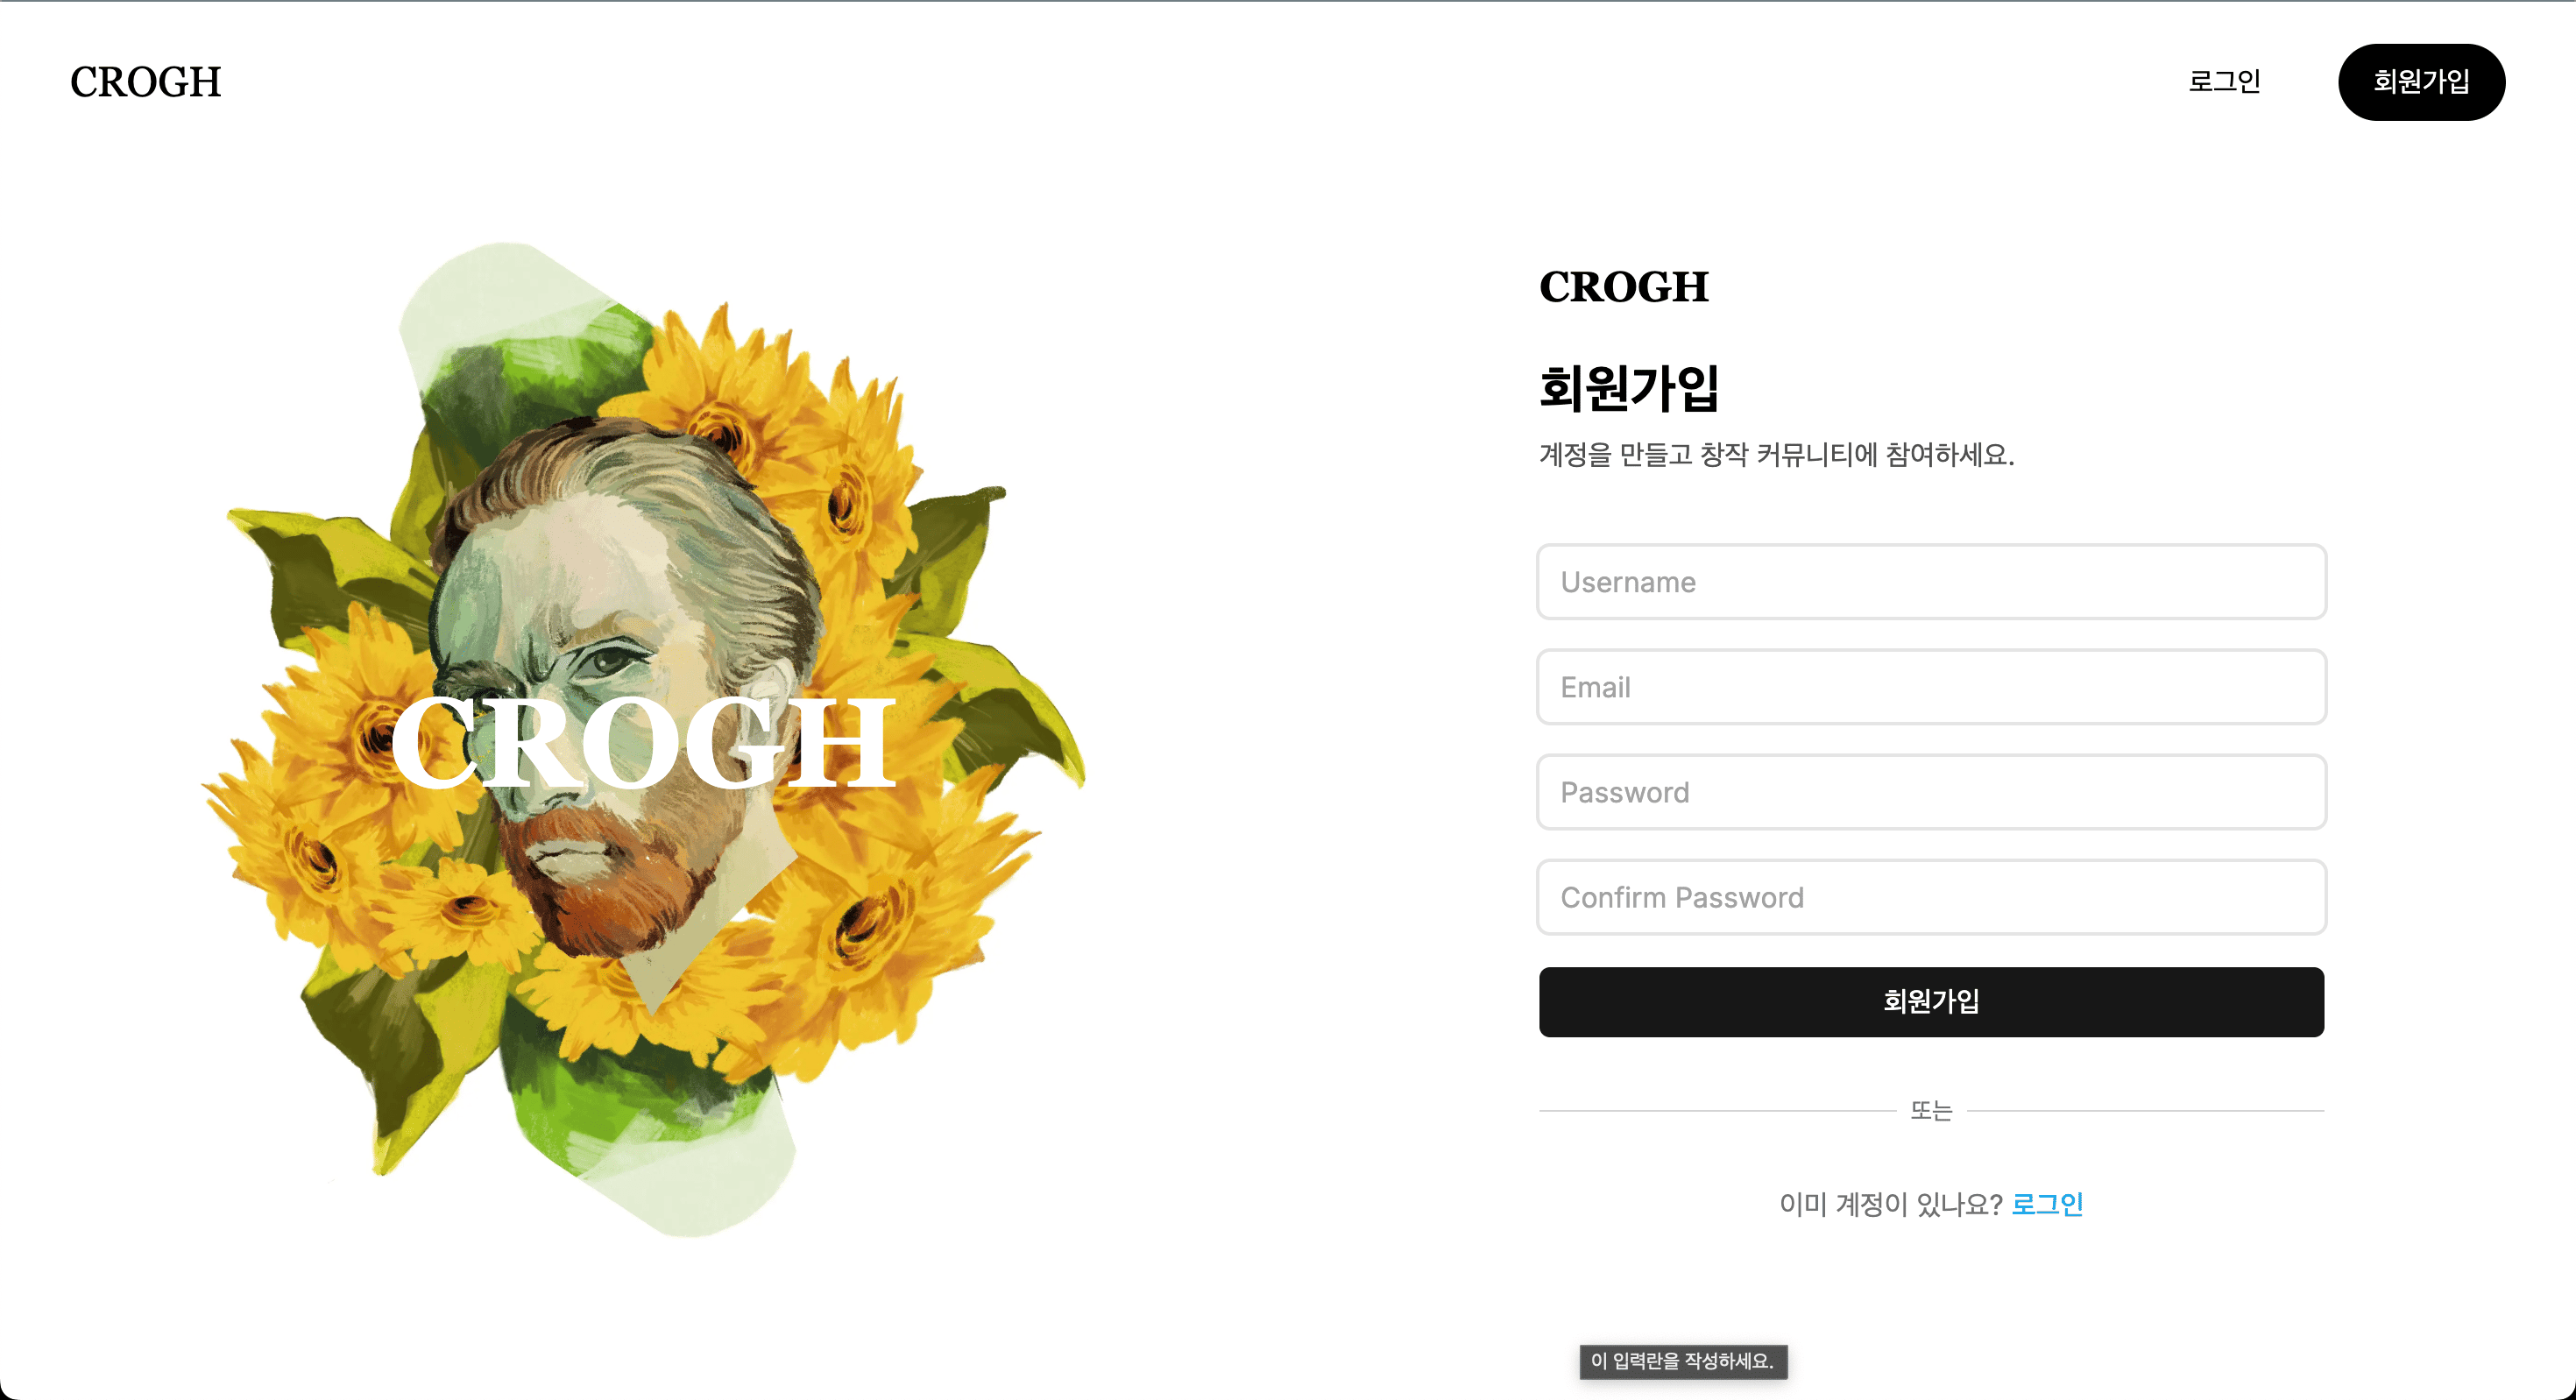 CROGH
로그인
회원가입
CROGH
CROGH
회원가입
계정을 만들고 창작 커뮤니티에 참여하세요.
Username
Email
Password
Confirm Password
회원가입
또는
이미 계정이 있나요? 로그인
이 입력란을 작성하세요.